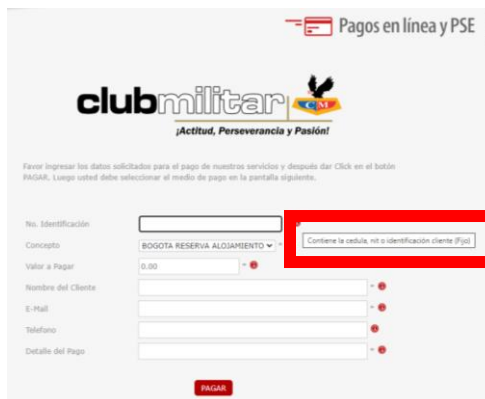 Pagos en línea y PSE
clubmilitar
CM
¡Actitud, Perseverancia y Pasión!
Favor ingresar los datos solicitados para el pago de nuestros servicios y después dar Click en el botón
PAGAR. Luego usted debe seleccionar el medio de pago en la pantalla siguiente.
No. Identificación
Contiene la cedula, nit o identificación cliente (Fijo)
Concepto BOGOTA RESERVA ALOJAMIENTO
Valor a Pagar 0.00
Nombre del Cliente
E-Mail
Telefono
Detalle del Pago
PAGAR